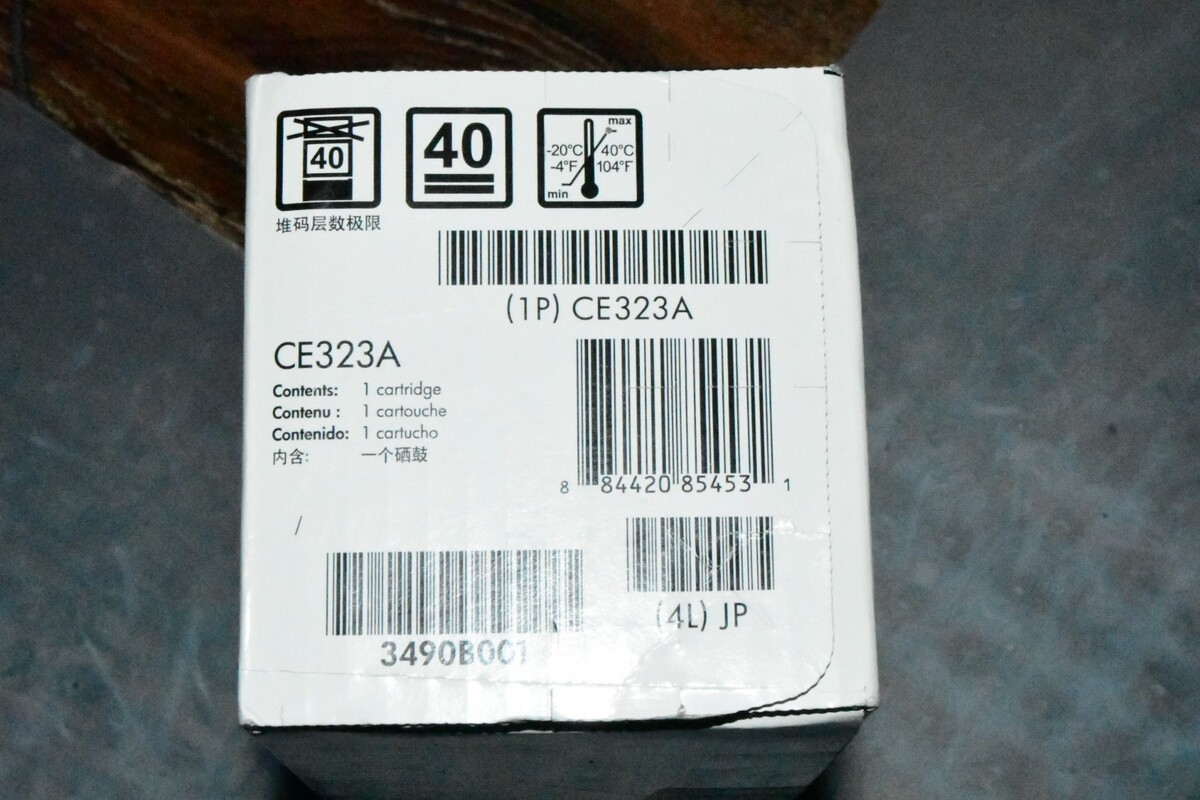 40
40
max
-20°C 40°C
-4°F 104°F
min
堆码层数极限
(1P) CE323A
CE323A
Contents: 1 cartridge
Contenu : 1 cartouche
Contenido: 1 cartucho
内含: 一个硒鼓
8 84420 85453 1
(4L) JP
3490B001